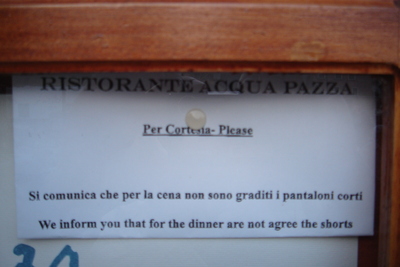 RISTORANTE ACQUA PAZZA
Per Cortesia- Please
Si comunica che per la cena non sono graditi i pantaloni corti
We inform you that for the dinner are not agree the shorts